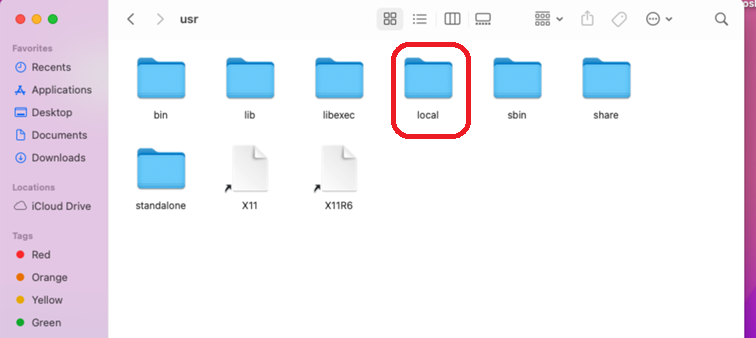 usr
Favorites
Recents
Applications
Desktop
Documents
Downloads
Locations
iCloud Drive
Tags
Red
Orange
Yellow
Green
bin lib libexec local sbin share
standalone X11 X11R6